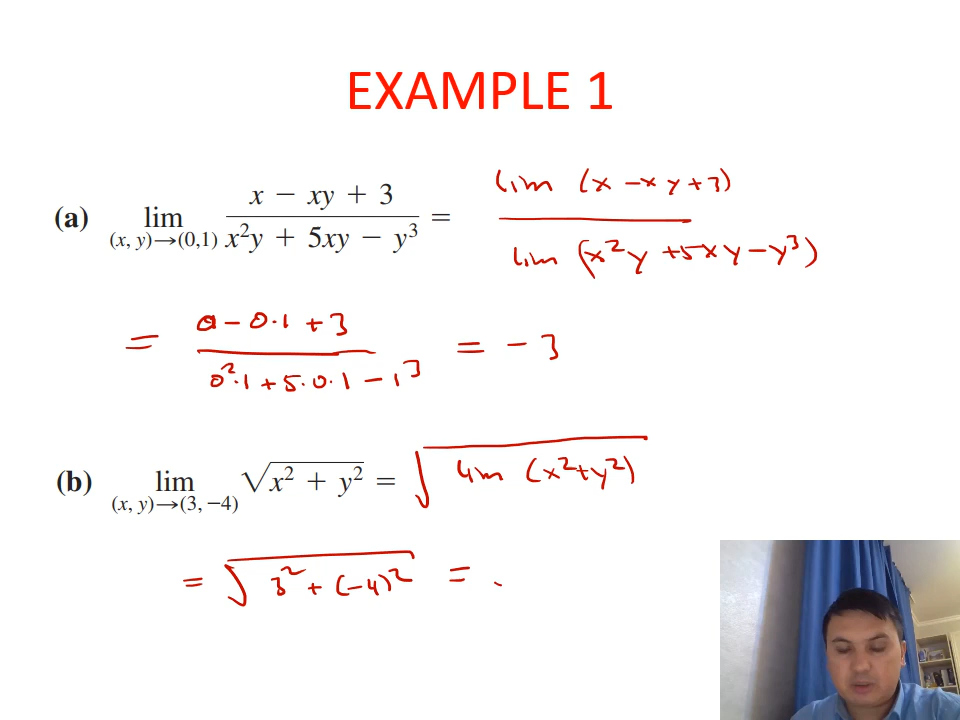 EXAMPLE 1
(a) lim (x, y)→(0,1) x − xy + 3 / x²y + 5xy − y³ = lim (x − xy + 3) / lim (x²y + 5xy − y³)
= 0 − 0·1 + 3 / 0²·1 + 5·0·1 − 1³ = −3
(b) lim (x, y)→(3, −4) √x² + y² = √lim (x² + y²)
= √3² + (−4)² =